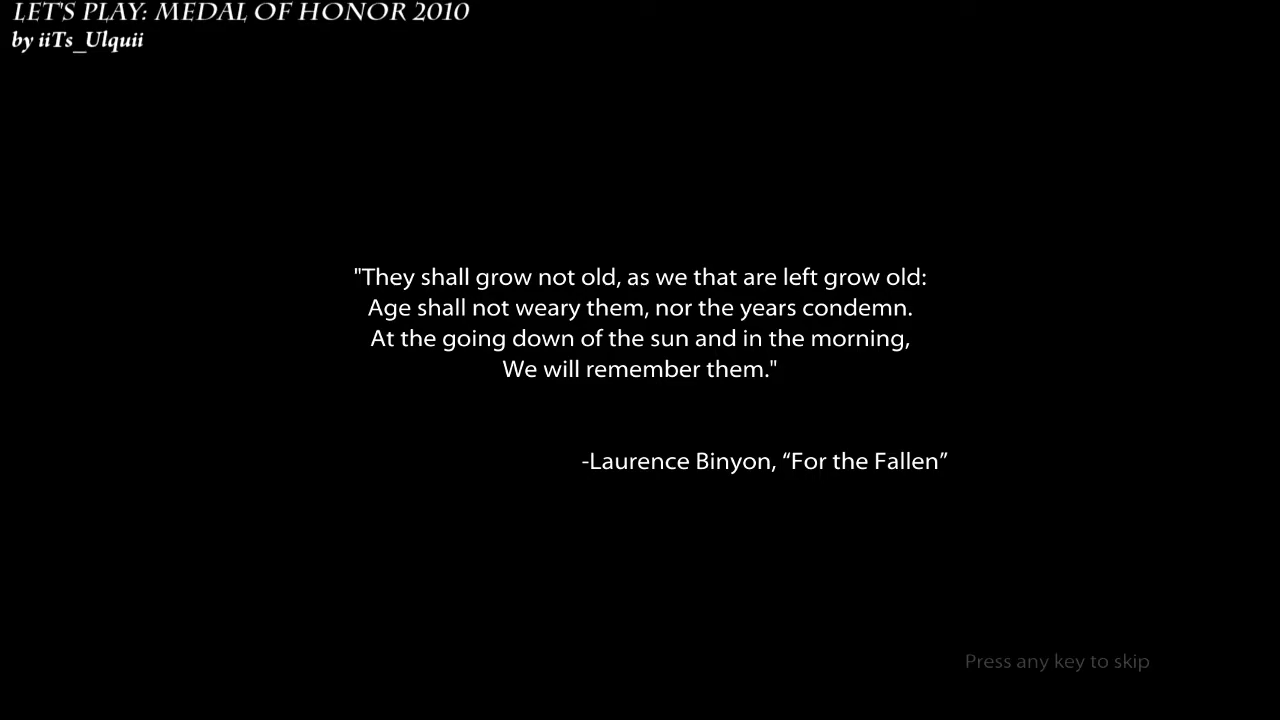 LET'S PLAY: MEDAL OF HONOR 2010
by iiTs_Ulquii
"They shall grow not old, as we that are left grow old:
Age shall not weary them, nor the years condemn.
At the going down of the sun and in the morning,
We will remember them."
-Laurence Binyon, “For the Fallen”
Press any key to skip